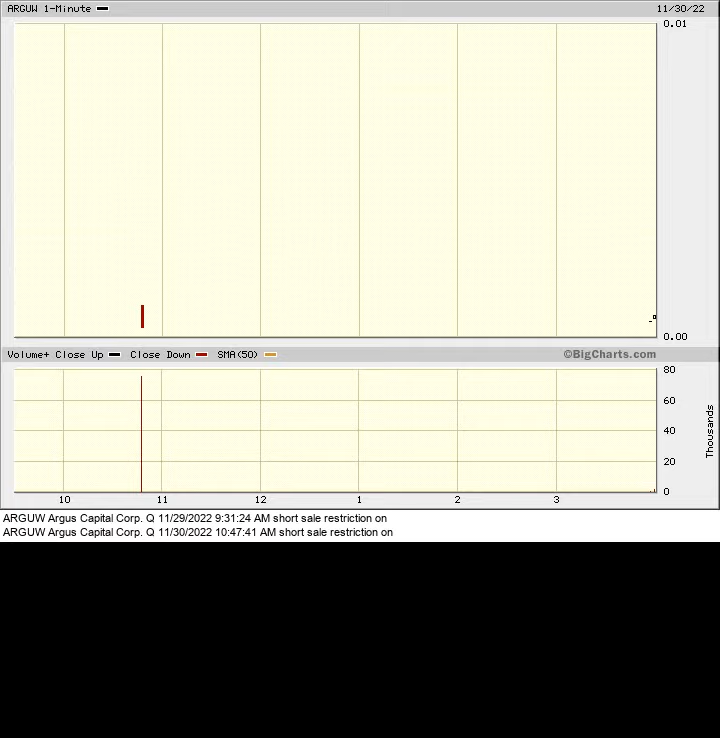 ARGUW 1-Minute 11/30/22
0.01
0.00
Volume+ Close Up Close Down SMA(50) ©BigCharts.com
80
60
40
20
0
Thousands
10 11 12 1 2 3
ARGUW Argus Capital Corp. Q 11/29/2022 9:31:24 AM short sale restriction on
ARGUW Argus Capital Corp. Q 11/30/2022 10:47:41 AM short sale restriction on